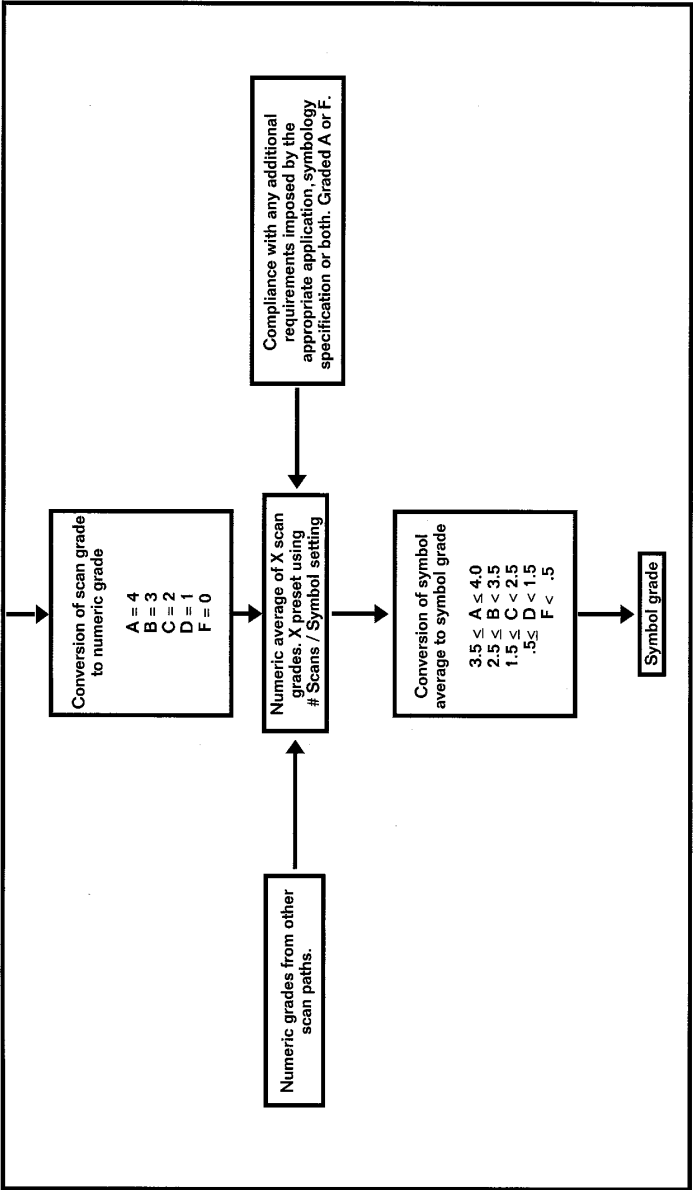 Conversion of scan grade
to numeric grade
A = 4
B = 3
C = 2
D = 1
F = 0
Numeric grades from other
scan paths.
Numeric average of X scan
grades. X preset using
# Scans / Symbol setting
Compliance with any additional
requirements imposed by the
appropriate application, symbology
specification or both. Graded A or F.
Conversion of symbol
average to symbol grade
3.5 ≤ A ≤ 4.0
2.5 ≤ B < 3.5
1.5 ≤ C < 2.5
.5≤ D < 1.5
F < .5
Symbol grade